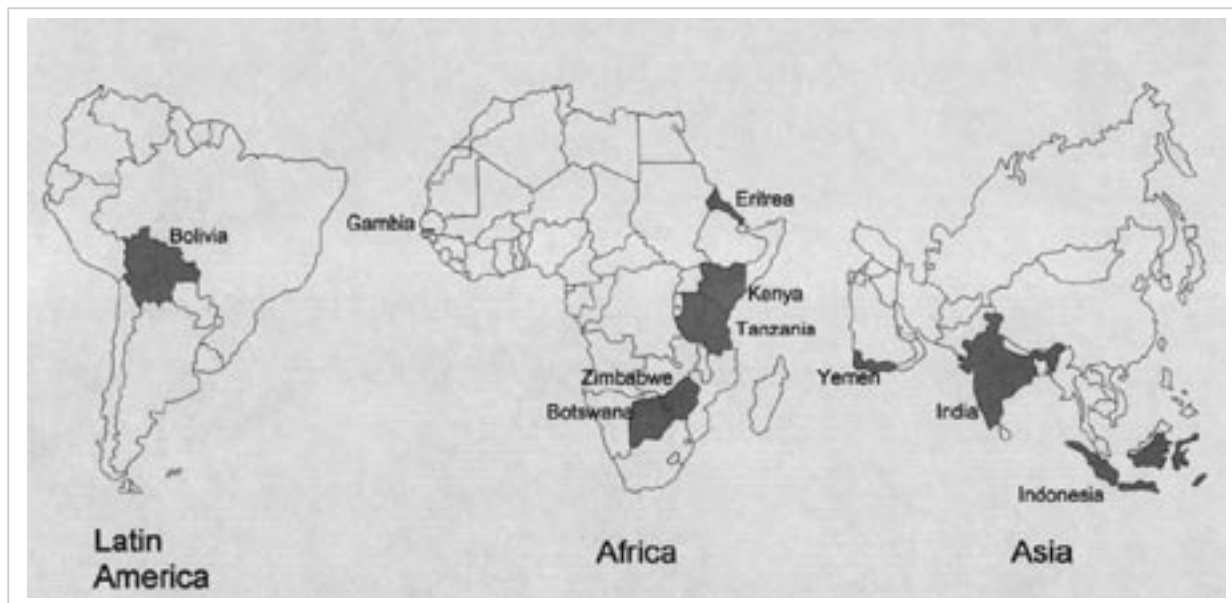 Bolivia
Gambia
Eritrea
Kenya
Tanzania
Zimbabwe
Botswana
Yemen
India
Indonesia
Latin
America
Africa
Asia